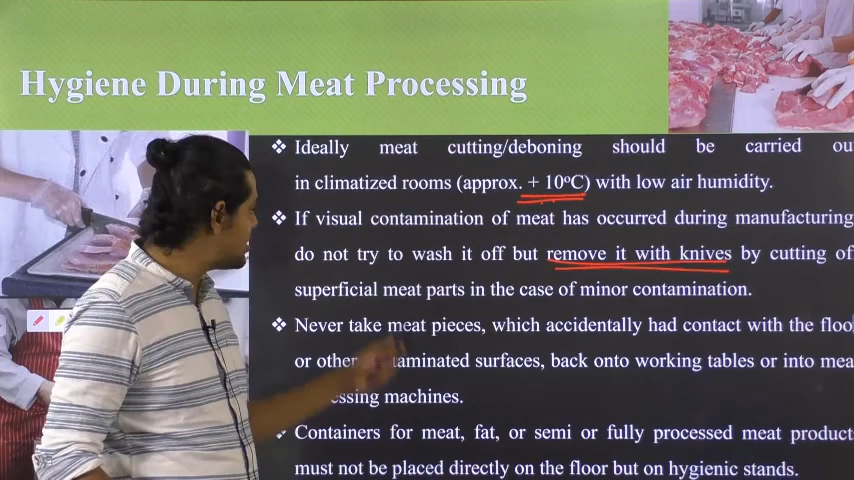 Hygiene During Meat Processing
❖ Ideally meat cutting/deboning should be carried ou
in climatized rooms (approx. + 10ºC) with low air humidity.
❖ If visual contamination of meat has occurred during manufacturing
do not try to wash it off but remove it with knives by cutting of
superficial meat parts in the case of minor contamination.
❖ Never take meat pieces, which accidentally had contact with the floo
or other taminated surfaces, back onto working tables or into mea
essing machines.
Containers for meat, fat, or semi or fully processed meat product
must not be placed directly on the floor but on hygienic stands.